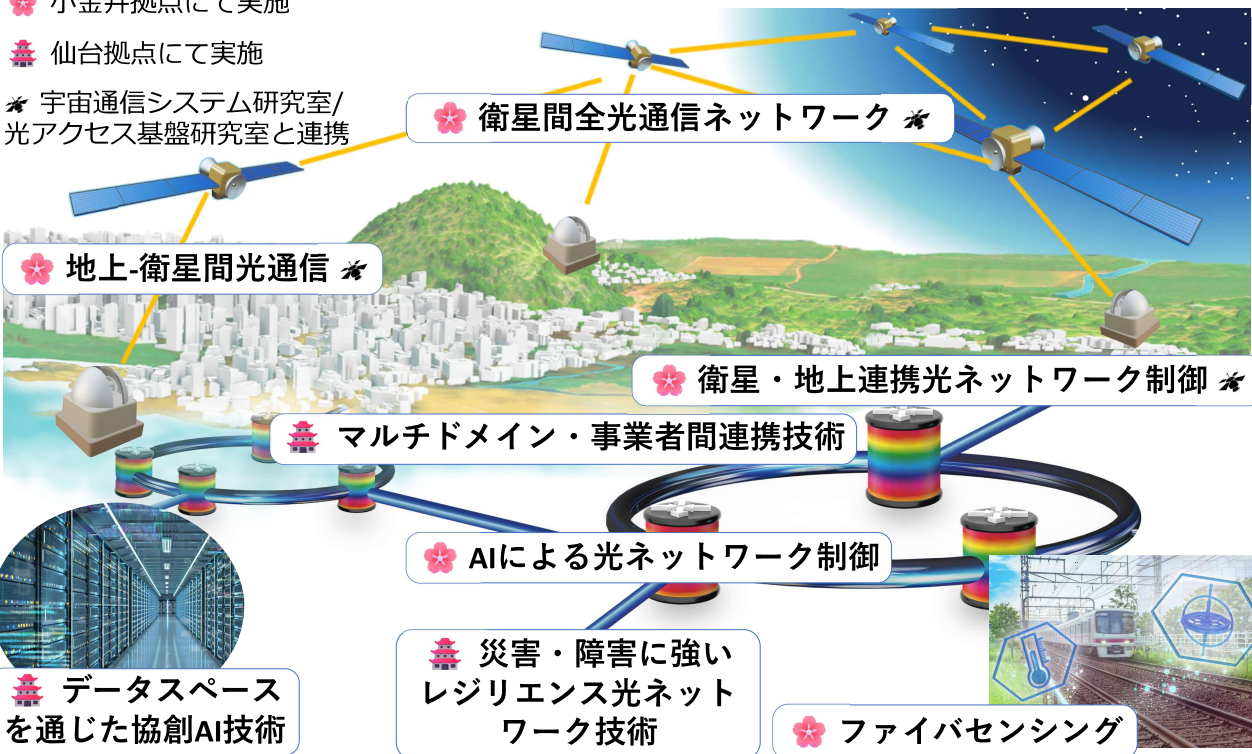 🌸 小金井拠点にて実施
🏯 仙台拠点にて実施
宇宙通信システム研究室/
光アクセス基盤研究室と連携
🌸 衛星間全光通信ネットワーク
🌸 地上-衛星間光通信
🌸 衛星・地上連携光ネットワーク制御
🏯 マルチドメイン・事業者間連携技術
🌸 AIによる光ネットワーク制御
🏯 災害・障害に強い
レジリエンス光ネット
ワーク技術
🏯 データスペース
を通じた協創AI技術
🌸 ファイバセンシング